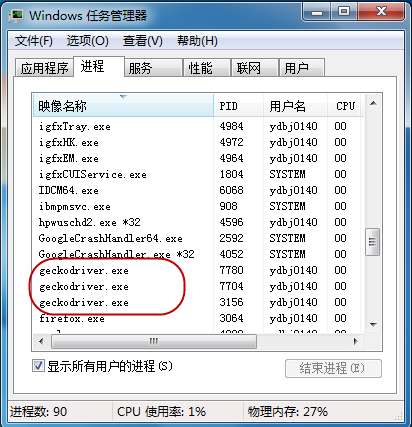 Windows 任务管理器
文件(F) 选项(O) 查看(V) 帮助(H)
应用程序 进程 服务 性能 联网 用户
映像名称 PID 用户名 CPU
igfxTray.exe 4984 ydbj0140 00
igfxHK.exe 4972 ydbj0140 00
igfxEM.exe 4964 ydbj0140 00
igfxCUIService.exe 1804 SYSTEM 00
IDCM64.exe 6068 ydbj0140 00
ibmpmsvc.exe 908 SYSTEM 00
hpwuschd2.exe *32 4596 ydbj0140 00
GoogleCrashHandler64.exe 2592 SYSTEM 00
GoogleCrashHandler.exe *32 4052 SYSTEM 00
geckodriver.exe 7780 ydbj0140 00
geckodriver.exe 7704 ydbj0140 00
geckodriver.exe 3156 ydbj0140 00
firefox.exe 3064 ydbj0140 00
显示所有用户的进程(S) 结束进程(E)
进程数: 90 CPU 使用率: 1% 物理内存: 27%